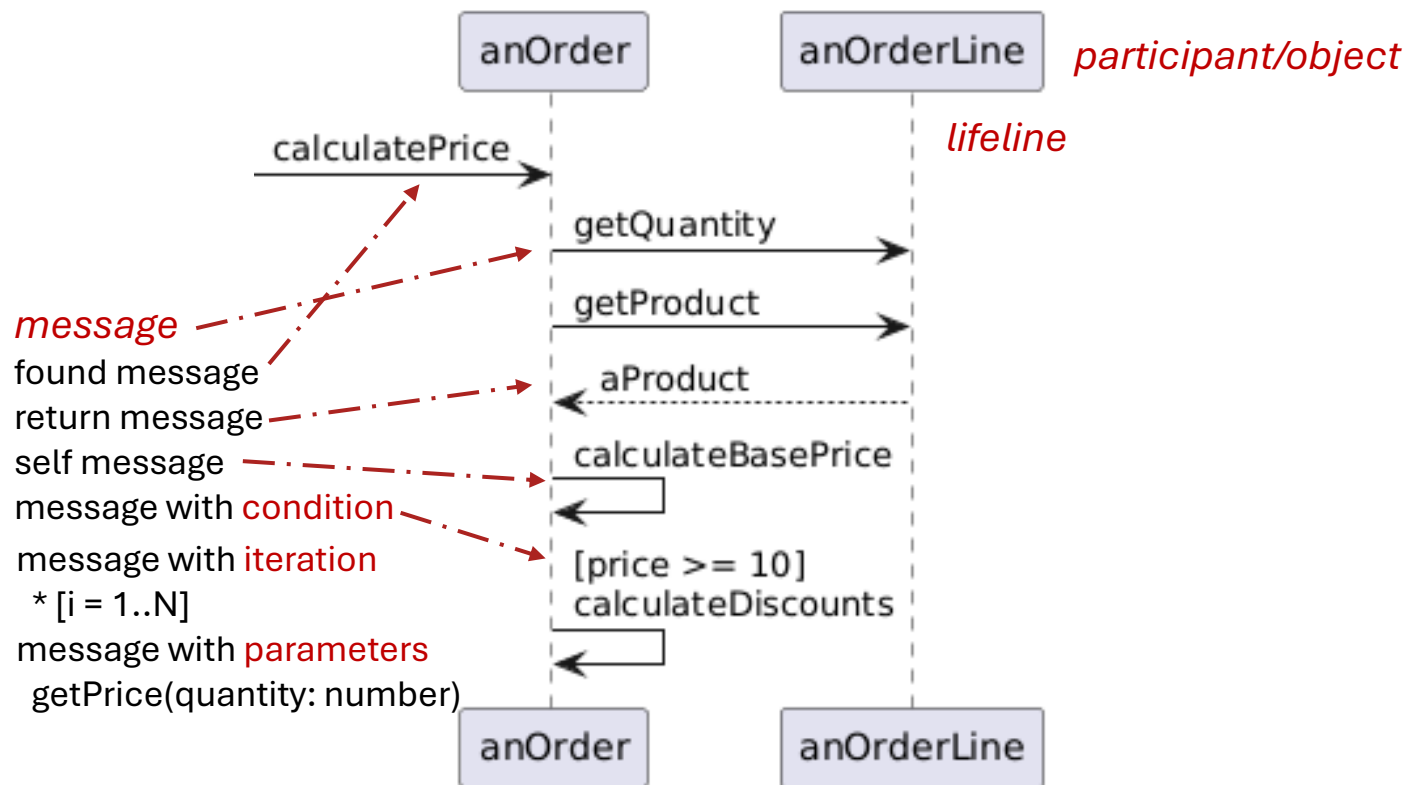 anOrder
anOrderLine
participant/object
lifeline
calculatePrice
getQuantity
getProduct
message
found message
aProduct
return message
self message
calculateBasePrice
message with condition
message with iteration
[price >= 10]
* [i = 1..N]
calculateDiscounts
message with parameters
getPrice(quantity: number)
anOrder
anOrderLine